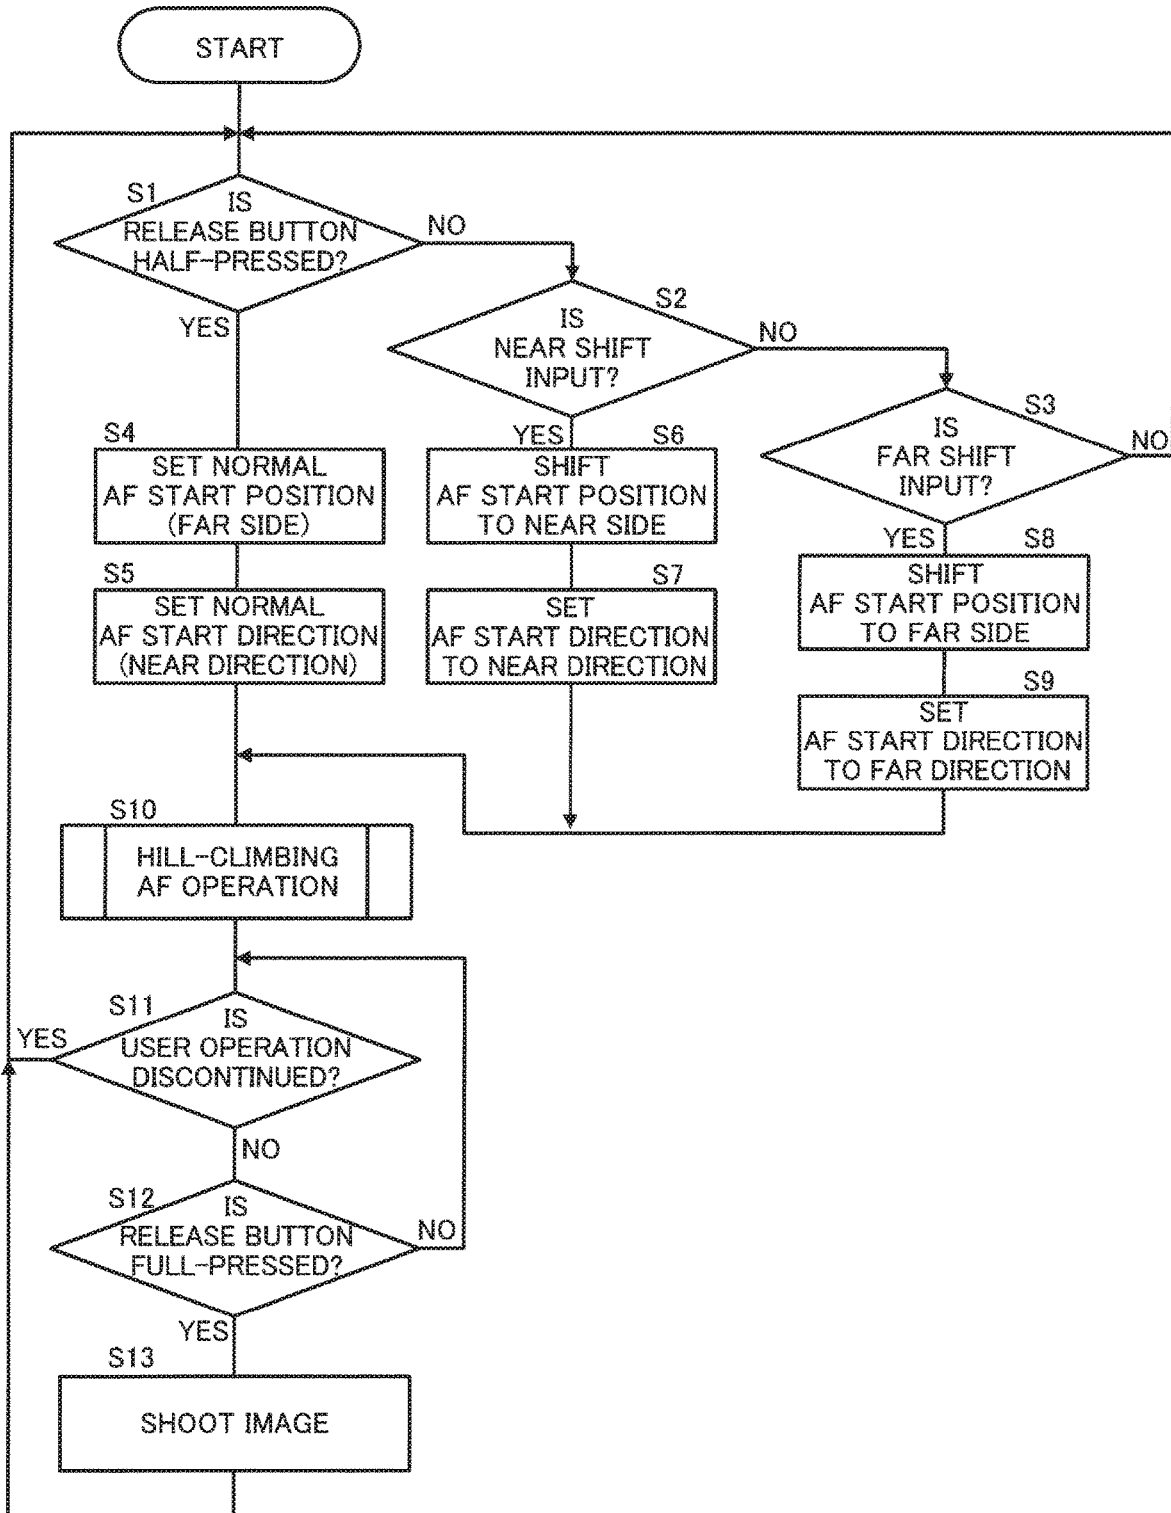 START
S1
IS
RELEASE BUTTON
HALF-PRESSED?
NO
YES
S2
IS
NEAR SHIFT
INPUT?
NO
YES
S3
IS
FAR SHIFT
INPUT?
NO
YES
S4
SET NORMAL
AF START POSITION
(FAR SIDE)
S5
SET NORMAL
AF START DIRECTION
(NEAR DIRECTION)
S6
SHIFT
AF START POSITION
TO NEAR SIDE
S7
SET
AF START DIRECTION
TO NEAR DIRECTION
S8
SHIFT
AF START POSITION
TO FAR SIDE
S9
SET
AF START DIRECTION
TO FAR DIRECTION
S10
HILL-CLIMBING
AF OPERATION
S11
IS
USER OPERATION
DISCONTINUED?
YES
NO
S12
IS
RELEASE BUTTON
FULL-PRESSED?
NO
YES
S13
SHOOT IMAGE